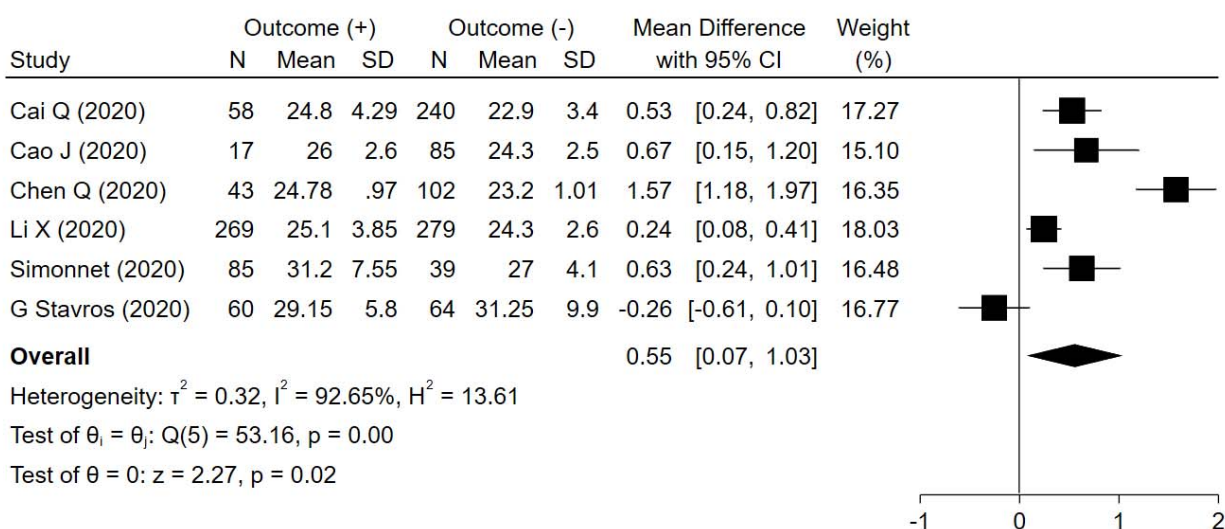 Outcome (+) Outcome (-) Mean Difference Weight
Study N Mean SD N Mean SD with 95% CI (%)
Cai Q (2020) 58 24.8 4.29 240 22.9 3.4 0.53 [0.24, 0.82] 17.27
Cao J (2020) 17 26 2.6 85 24.3 2.5 0.67 [0.15, 1.20] 15.10
Chen Q (2020) 43 24.78 .97 102 23.2 1.01 1.57 [1.18, 1.97] 16.35
Li X (2020) 269 25.1 3.85 279 24.3 2.6 0.24 [0.08, 0.41] 18.03
Simonnet (2020) 85 31.2 7.55 39 27 4.1 0.63 [0.24, 1.01] 16.48
G Stavros (2020) 60 29.15 5.8 64 31.25 9.9 -0.26 [-0.61, 0.10] 16.77
Overall 0.55 [0.07, 1.03]
Heterogeneity: τ² = 0.32, I² = 92.65%, H² = 13.61
Test of θᵢ = θⱼ: Q(5) = 53.16, p = 0.00
Test of θ = 0: z = 2.27, p = 0.02
-1 0 1 2